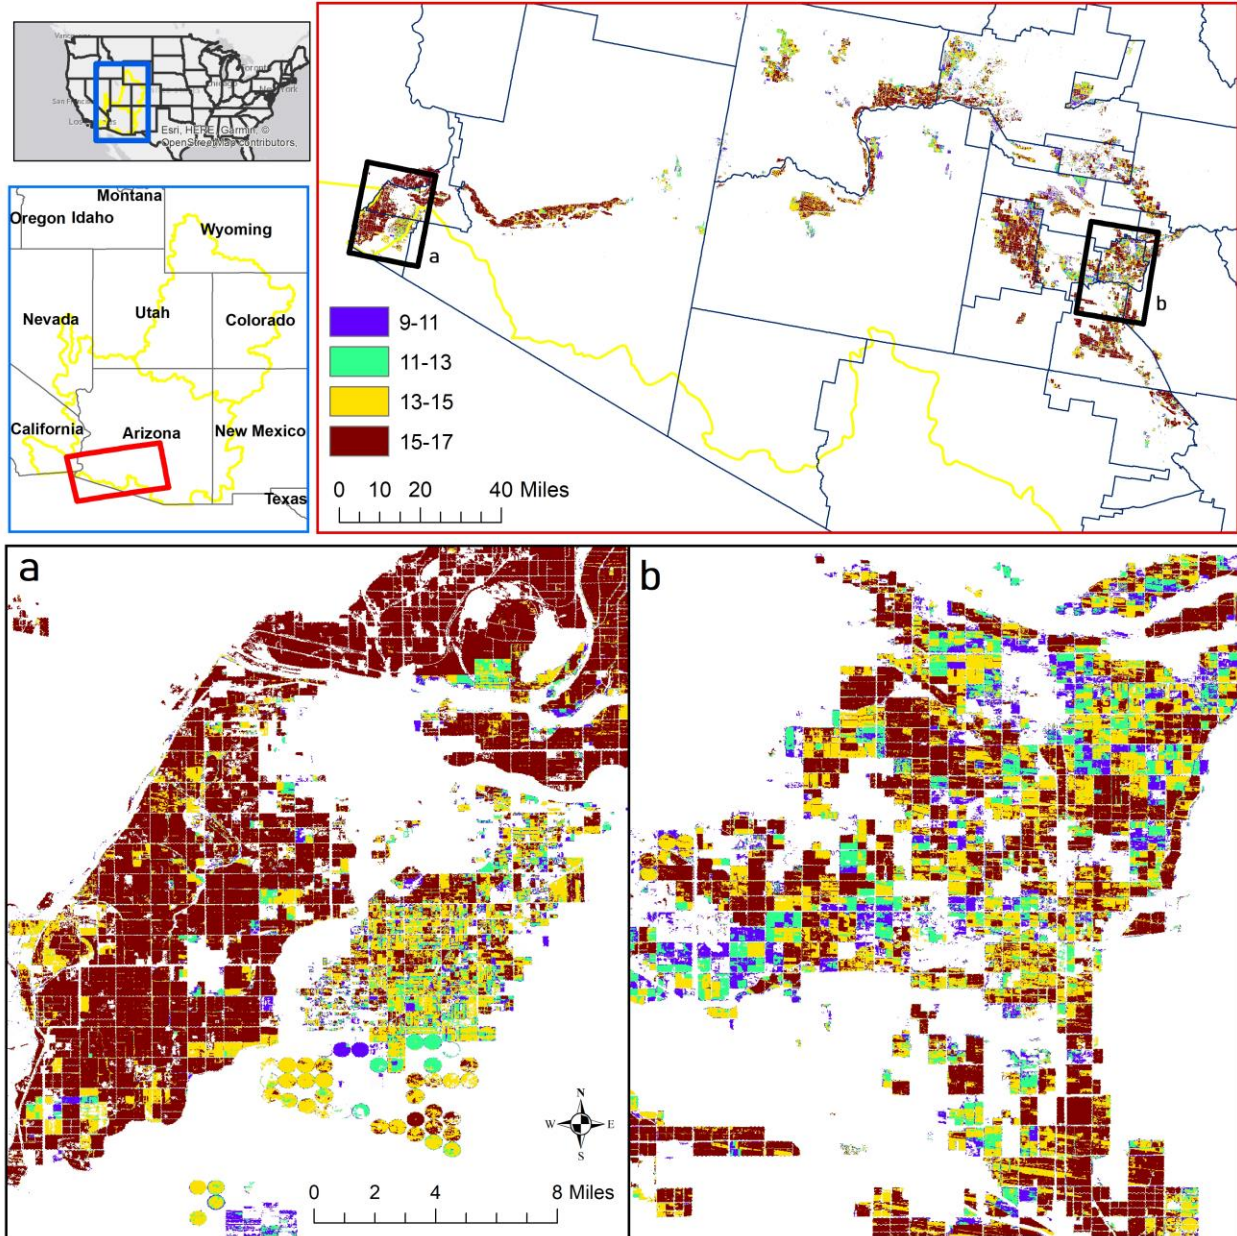 Esri, HERE, Garmin, ©
OpenStreetMap contributors,
Montana
Oregon Idaho
Wyoming
Nevada
Utah
Colorado
California
Arizona
New Mexico
Texas
a
b
9-11
11-13
13-15
15-17
0 10 20 40 Miles
a
b
N
W E
S
0 2 4 8 Miles